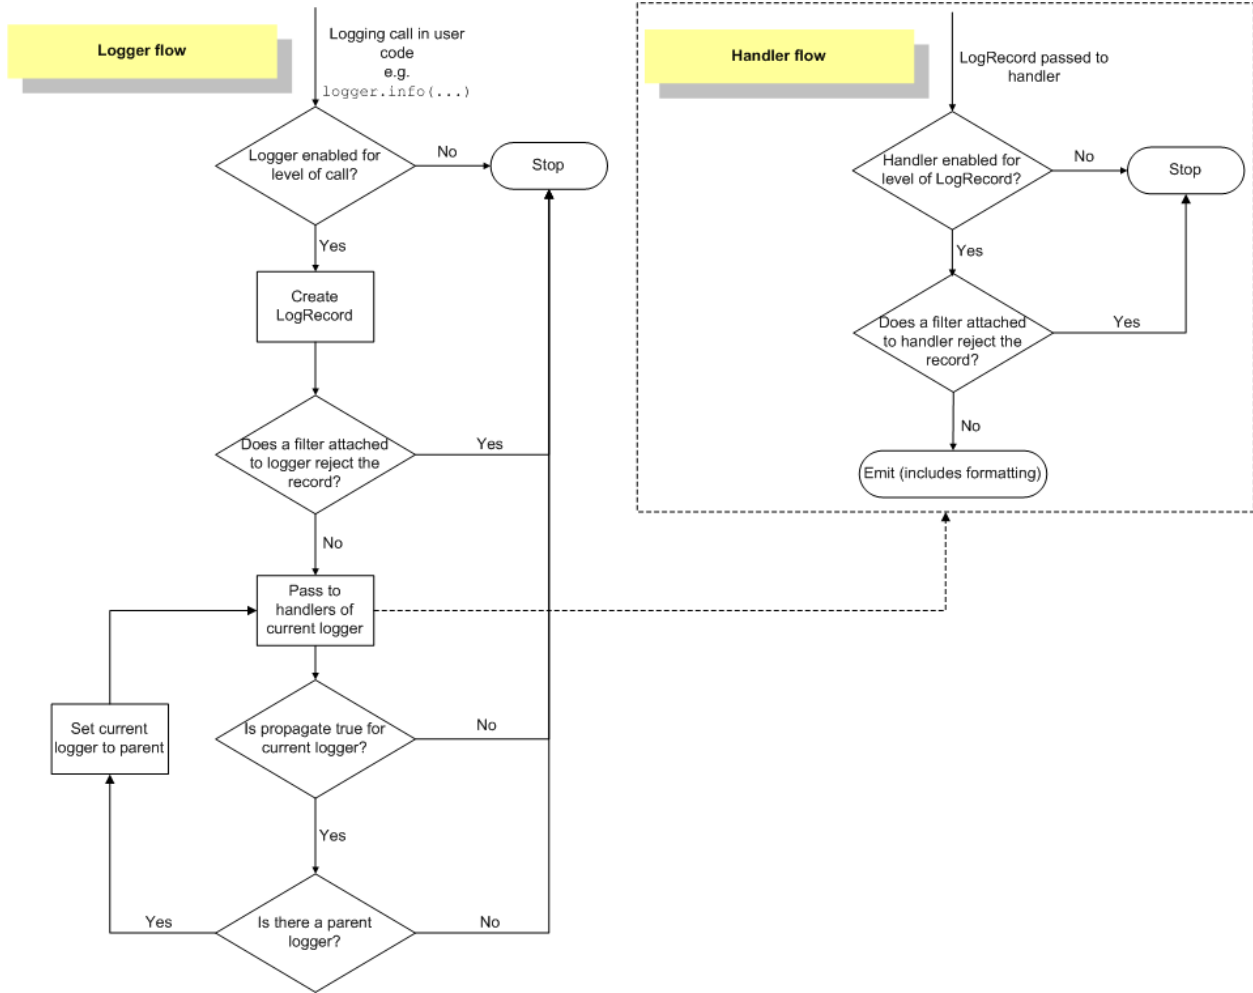 Logger flow
Logging call in user
code
e.g.
logger.info(...)
Logger enabled for
level of call?
No
Stop
Yes
Create
LogRecord
Does a filter attached
to logger reject the
record?
Yes
No
Pass to
handlers of
current logger
Set current
logger to parent
Is propagate true for
current logger?
No
Yes
Is there a parent
logger?
Yes
No
Handler flow
LogRecord passed to
handler
Handler enabled for
level of LogRecord?
No
Stop
Yes
Does a filter attached
to handler reject the
record?
Yes
No
Emit (includes formatting)